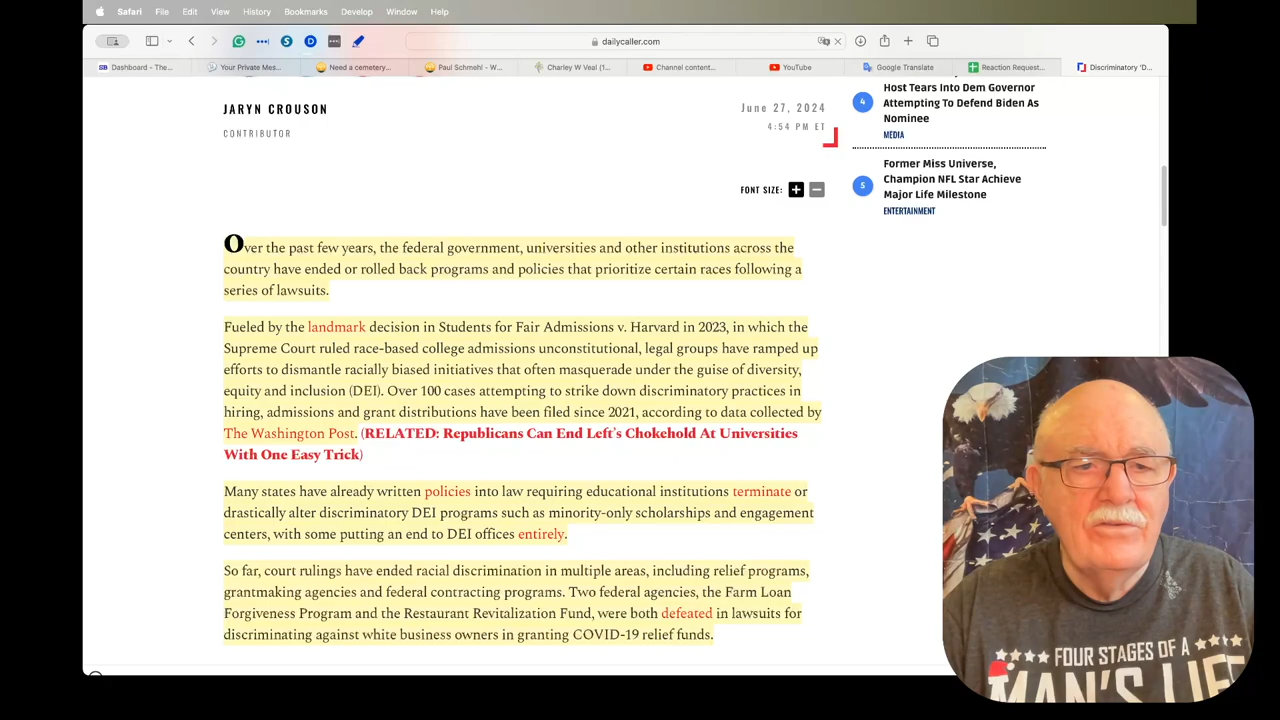 Safari File Edit View History Bookmarks Develop Window Help
dailycaller.com
Dashboard - The...
Your Private Mes...
Need a cemetery...
Paul Schmehl - W...
Charley W Veal (1...
Channel content...
YouTube
Google Translate
Reaction Request...
Discriminatory 'D...
JARYN CROUSON
CONTRIBUTOR
June 27, 2024
4:54 PM ET
FONT SIZE: + −
Over the past few years, the federal government, universities and other institutions across the
country have ended or rolled back programs and policies that prioritize certain races following a
series of lawsuits.
Fueled by the landmark decision in Students for Fair Admissions v. Harvard in 2023, in which the
Supreme Court ruled race-based college admissions unconstitutional, legal groups have ramped up
efforts to dismantle racially biased initiatives that often masquerade under the guise of diversity,
equity and inclusion (DEI). Over 100 cases attempting to strike down discriminatory practices in
hiring, admissions and grant distributions have been filed since 2021, according to data collected by
The Washington Post. (RELATED: Republicans Can End Left's Chokehold At Universities
With One Easy Trick)
Many states have already written policies into law requiring educational institutions terminate or
drastically alter discriminatory DEI programs such as minority-only scholarships and engagement
centers, with some putting an end to DEI offices entirely.
So far, court rulings have ended racial discrimination in multiple areas, including relief programs,
grantmaking agencies and federal contracting programs. Two federal agencies, the Farm Loan
Forgiveness Program and the Restaurant Revitalization Fund, were both defeated in lawsuits for
discriminating against white business owners in granting COVID-19 relief funds.
4
Host Tears Into Dem Governor
Attempting To Defend Biden As
Nominee
MEDIA
5
Former Miss Universe,
Champion NFL Star Achieve
Major Life Milestone
ENTERTAINMENT
FOUR STAGES OF A
MAN'S LIFE